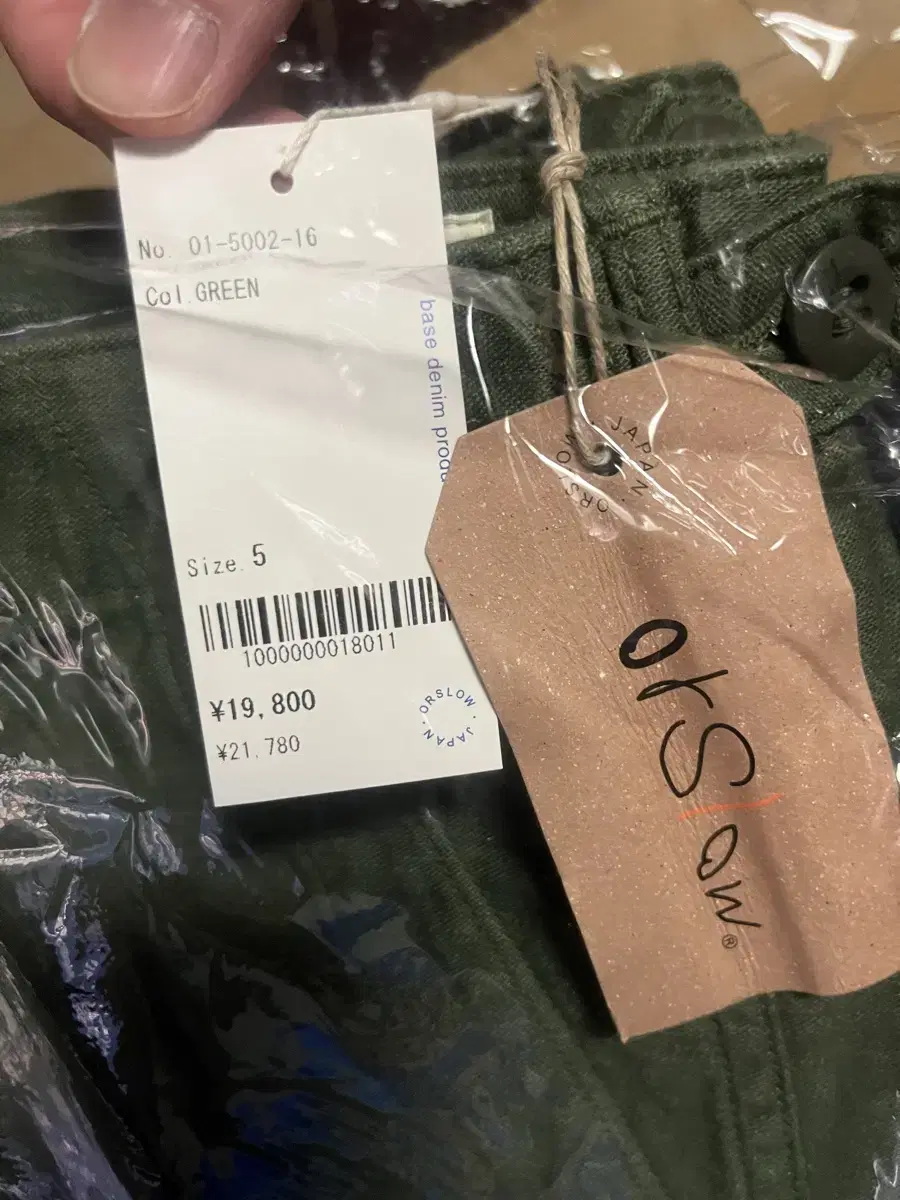 No. 01-5002-16
Col.GREEN
base denim
Size. 5
1000000018011
¥19,800
¥21,780
ORSLOW · JAPAN ·
JAPAN · ORSLOW ·
orSlow®